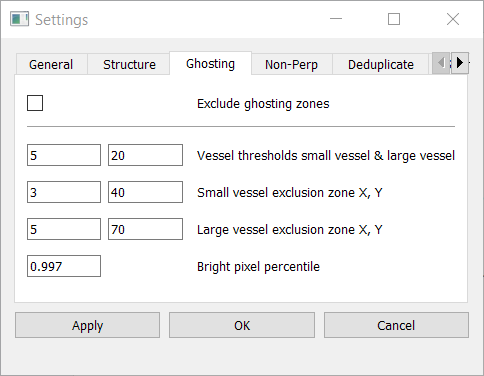 Settings
General Structure Ghosting Non-Perp Deduplicate
Exclude ghosting zones
5 20 Vessel thresholds small vessel & large vessel
3 40 Small vessel exclusion zone X, Y
5 70 Large vessel exclusion zone X, Y
0.997 Bright pixel percentile
Apply OK Cancel